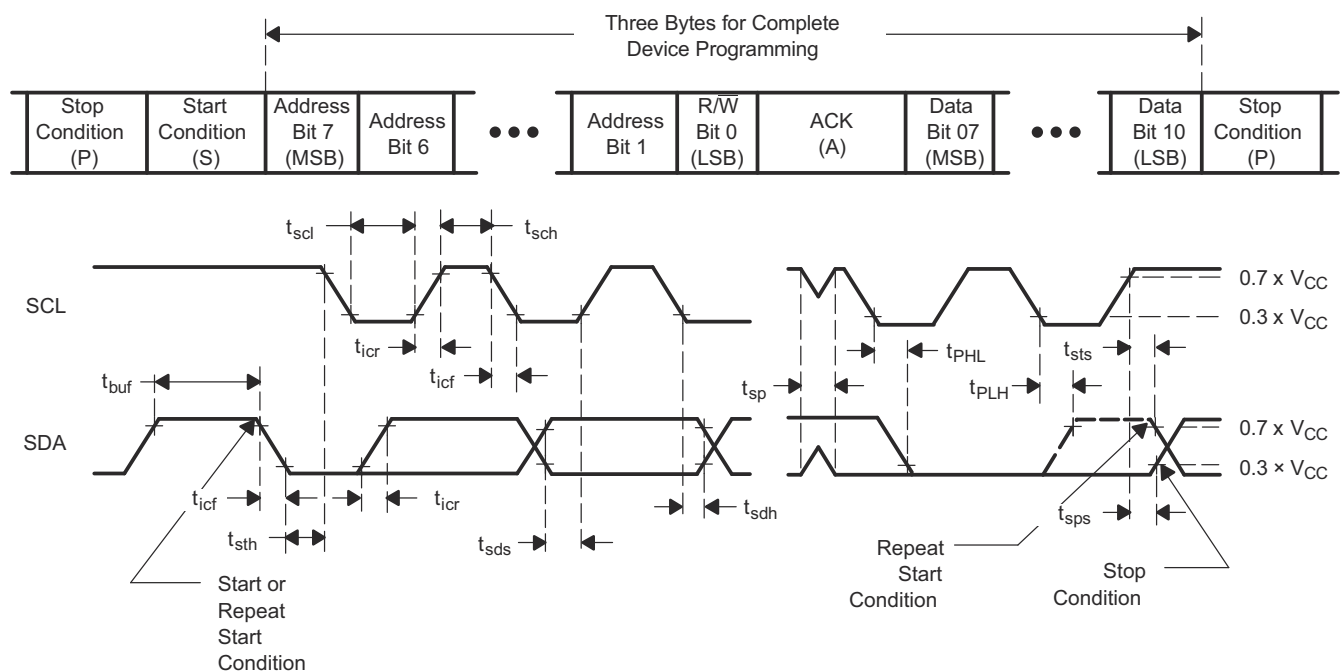 Three Bytes for Complete
Device Programming
Stop
Condition
(P)
Start
Condition
(S)
Address
Bit 7
(MSB)
Address
Bit 6
•••
Address
Bit 1
R/W̅
Bit 0
(LSB)
ACK
(A)
Data
Bit 07
(MSB)
•••
Data
Bit 10
(LSB)
Stop
Condition
(P)
tscl
tsch
SCL
0.7 x VCC
0.3 x VCC
ticr
ticf
tPHL
tsts
tbuf
tsp
tPLH
SDA
0.7 x VCC
0.3 × VCC
ticf
ticr
tsdh
tsps
tsth
tsds
Start or
Repeat
Start
Condition
Repeat
Start
Condition
Stop
Condition